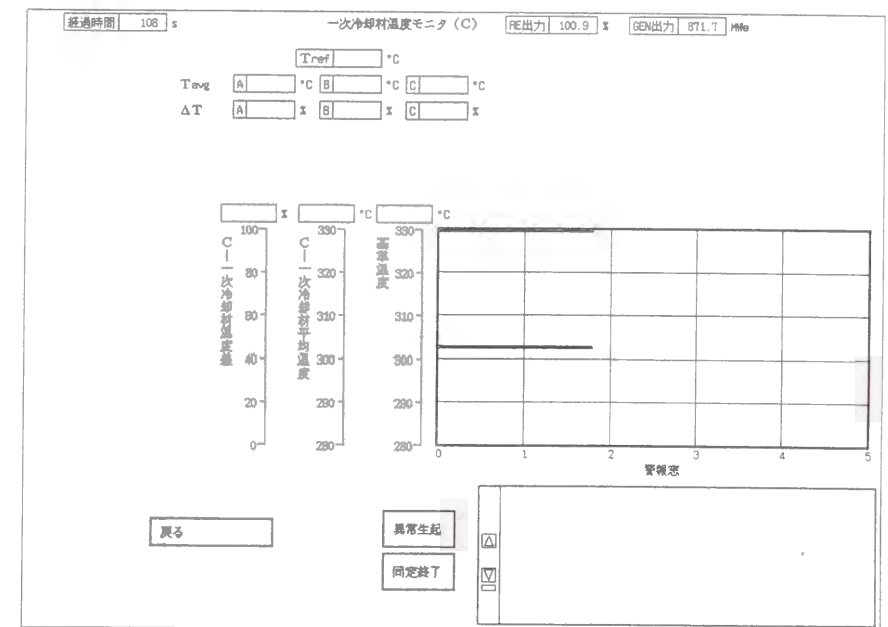 経過時間 108 s 一次冷却材温度モニタ (C) RE出力 100.9 % GEN出力 871.7 MWe
Tref °C
Tavg A °C B °C C °C
ΔT A % B % C %
% °C °C
C一一次冷却材温度差
100
80
60
40
20
0
C一一次冷却材平均温度
330
320
310
300
290
280
基準温度
330
320
310
300
290
280
0 1 2 3 4 5
警報窓
戻る
異常生起
同定終了
△
▽